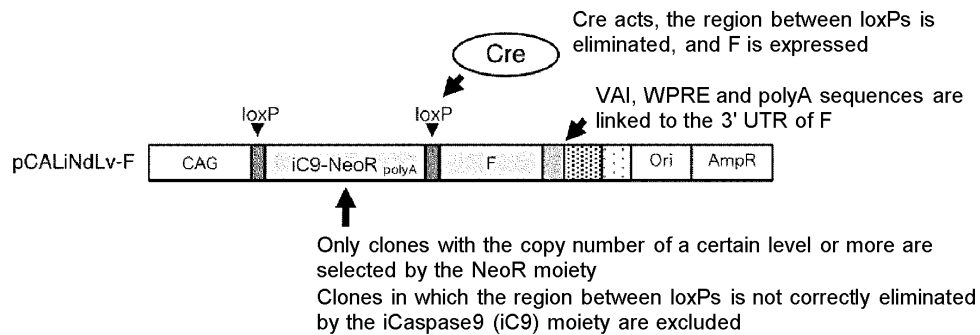 Cre acts, the region between loxPs is
eliminated, and F is expressed
Cre
VAI, WPRE and polyA sequences are
linked to the 3' UTR of F
loxP
loxP
pCALiNdLv-F
CAG
iC9-NeoR polyA
F
Ori
AmpR
Only clones with the copy number of a certain level or more are
selected by the NeoR moiety
Clones in which the region between loxPs is not correctly eliminated
by the iCaspase9 (iC9) moiety are excluded